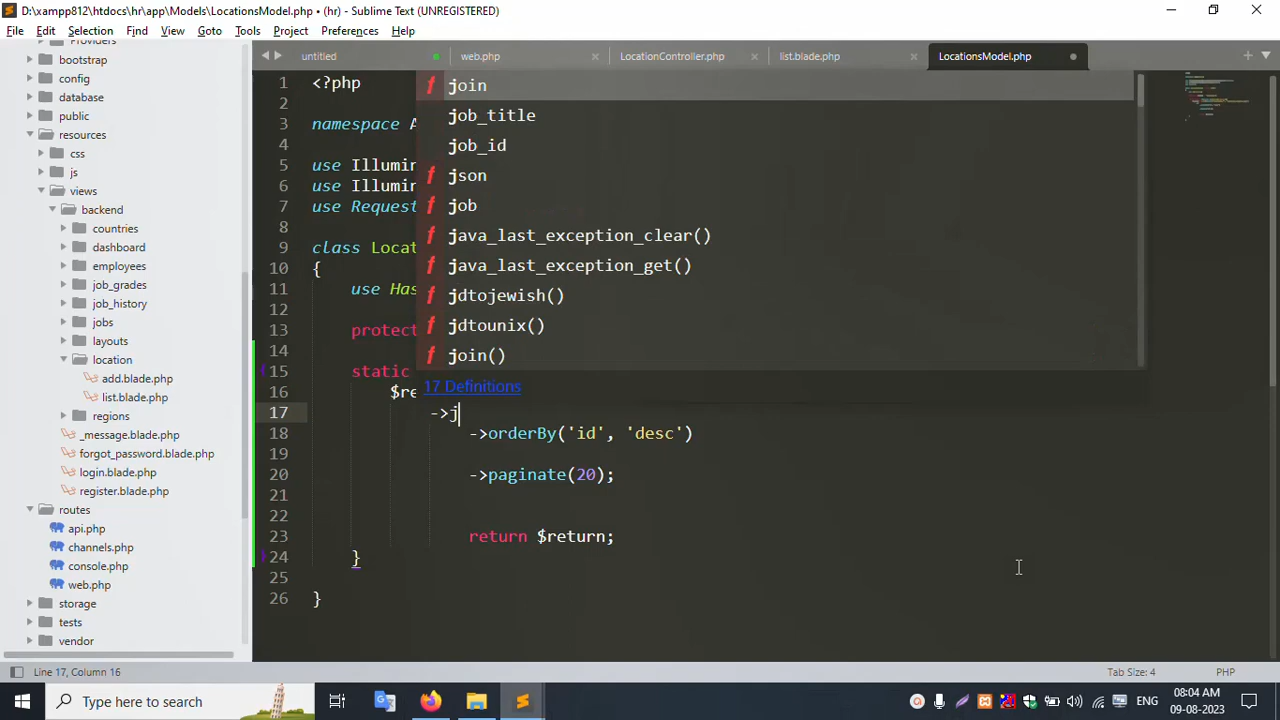 D:\xampp812\htdocs\hr\app\Models\LocationsModel.php • (hr) - Sublime Text (UNREGISTERED)
File Edit Selection Find View Goto Tools Project Preferences Help
untitled web.php LocationController.php list.blade.php LocationsModel.php
bootstrap
config
database
public
resources
css
js
views
backend
countries
dashboard
employees
job_grades
job_history
jobs
layouts
location
add.blade.php
list.blade.php
regions
_message.blade.php
forgot_password.blade.php
login.blade.php
register.blade.php
routes
api.php
channels.php
console.php
web.php
storage
tests
vendor
1 <?php
2
3 namespace A
4
5 use Illumin
6 use Illumin
7 use Request
8
9 class Locat
10 {
11 use Has
12
13 protect
14
15 static
16 $re
17 ->j
18 ->orderBy('id', 'desc')
19
20 ->paginate(20);
21
22
23 return $return;
24 }
25
26 }
join
job_title
job_id
json
job
java_last_exception_clear()
java_last_exception_get()
jdtojewish()
jdtounix()
join()
17 Definitions
Line 17, Column 16 Tab Size: 4 PHP
Type here to search ENG 08:04 AM
09-08-2023